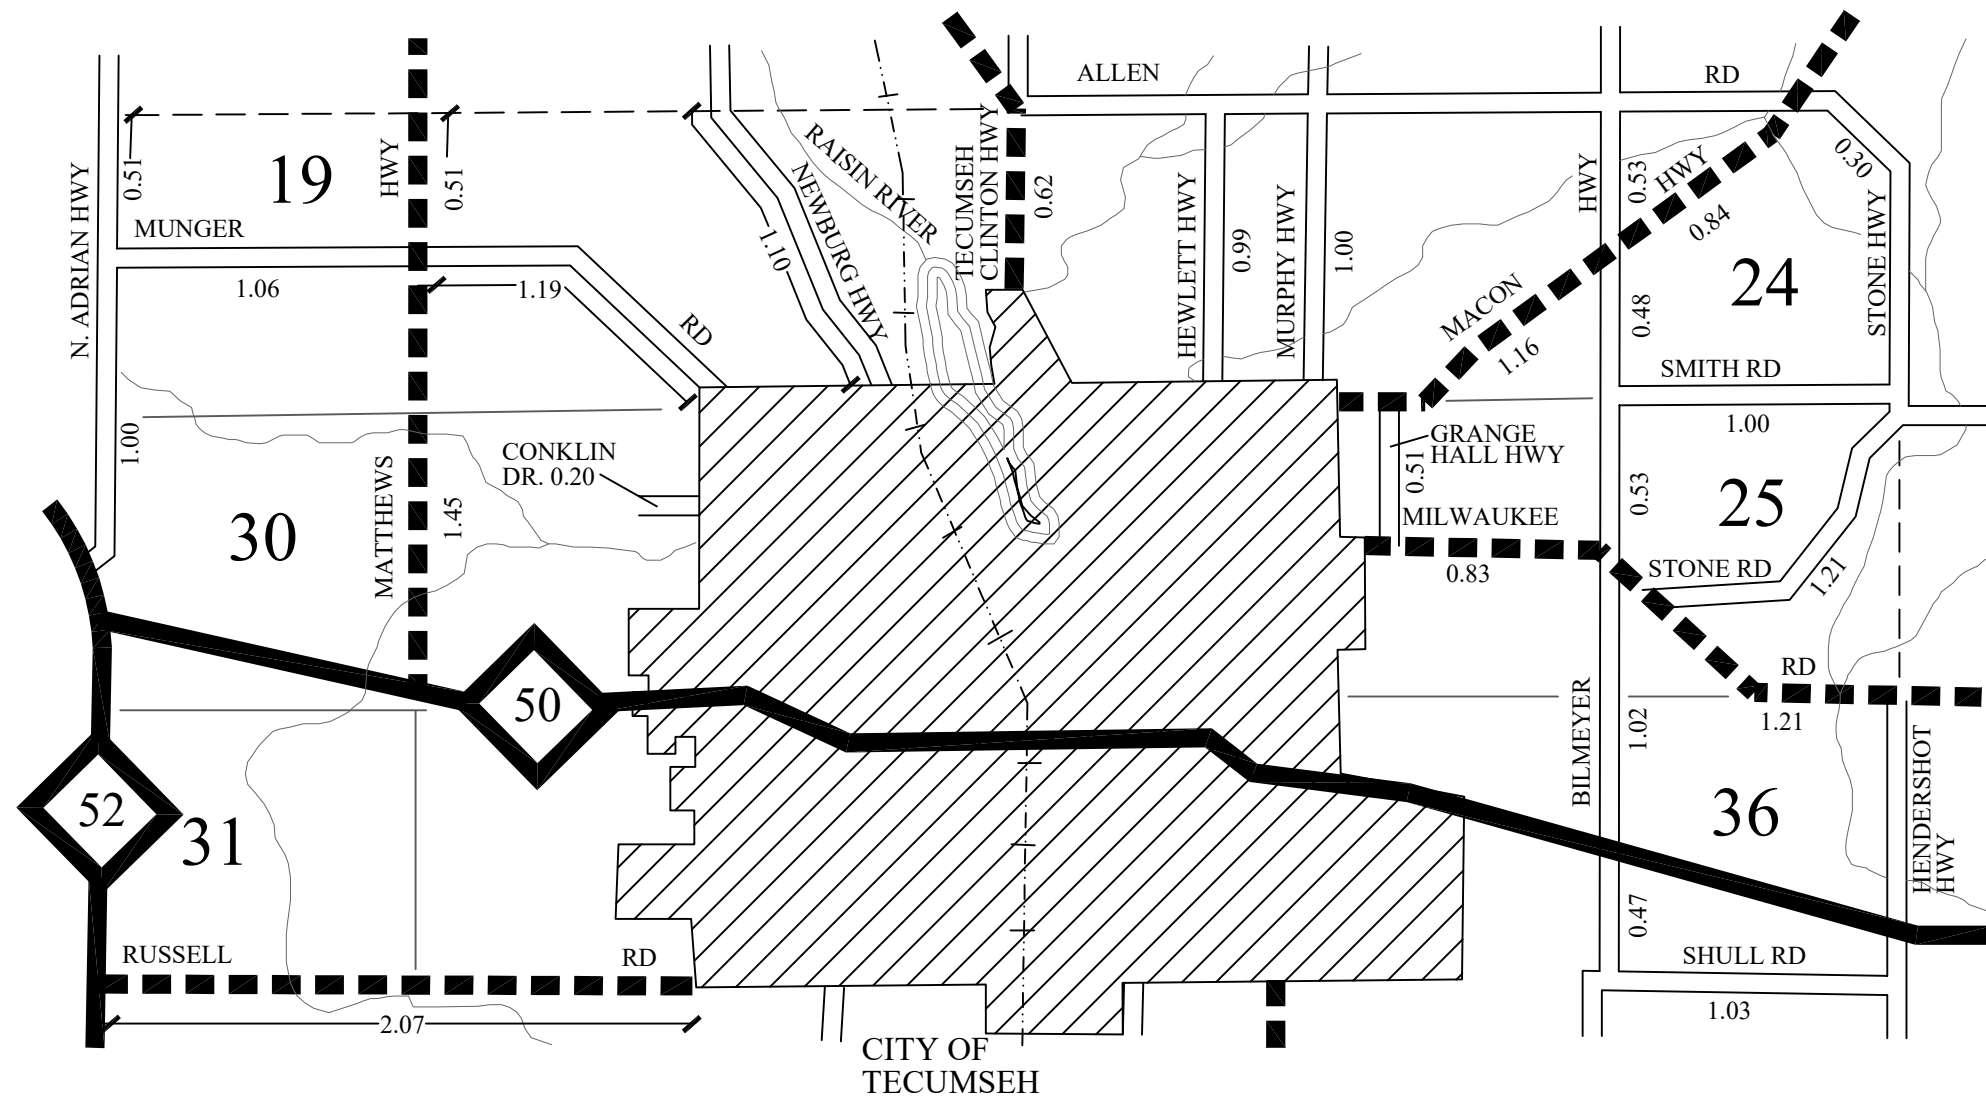 ALLEN
RD
N. ADRIAN HWY
0.51
19
HWY
0.51
MUNGER
1.06
1.19
RD
1.10
NEWBURG HWY
RAISIN RIVER
TECUMSEH
CLINTON HWY
0.62
HEWLETT HWY
0.99
MURPHY HWY
1.00
HWY
0.53
HWY
0.84
0.30
STONE HWY
24
0.48
MACON
1.16
SMITH RD
1.00
1.00
CONKLIN
DR. 0.20
GRANGE
HALL HWY
0.51
MILWAUKEE
0.83
0.53
25
STONE RD
1.21
30
MATTHEWS
1.45
50
RD
1.21
BILMEYER
1.02
36
HENDERSHOT
HWY
52
31
0.47
RUSSELL
RD
2.07
SHULL RD
1.03
CITY OF
TECUMSEH